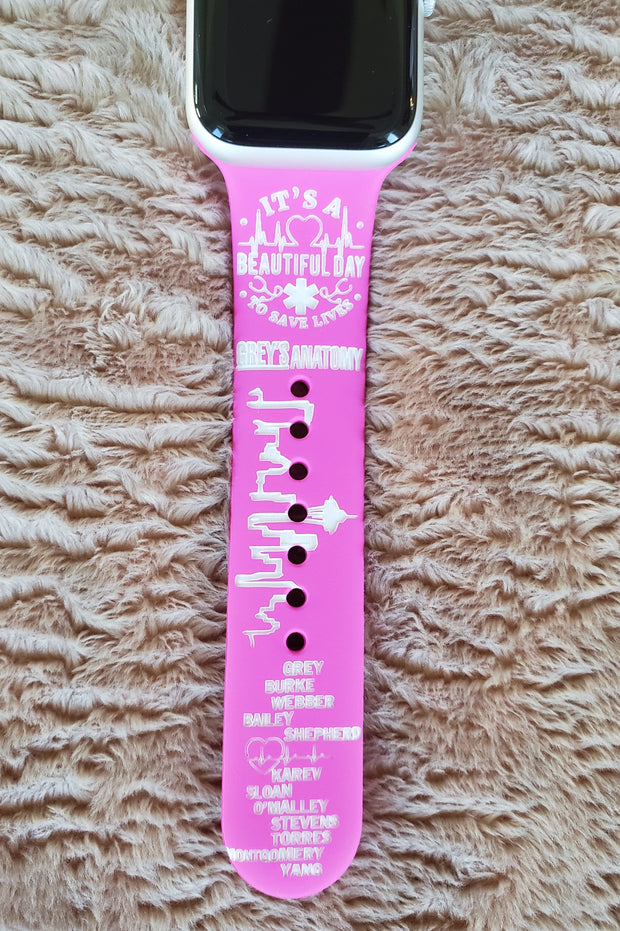 IT'S A
BEAUTIFUL DAY
TO SAVE LIVES
GREY'S ANATOMY
GREY
BURKE
WEBBER
BAILEY
SHEPHERD
KAREV
SLOAN
O'MALLEY
STEVENS
TORRES
MONTGOMERY
YANG